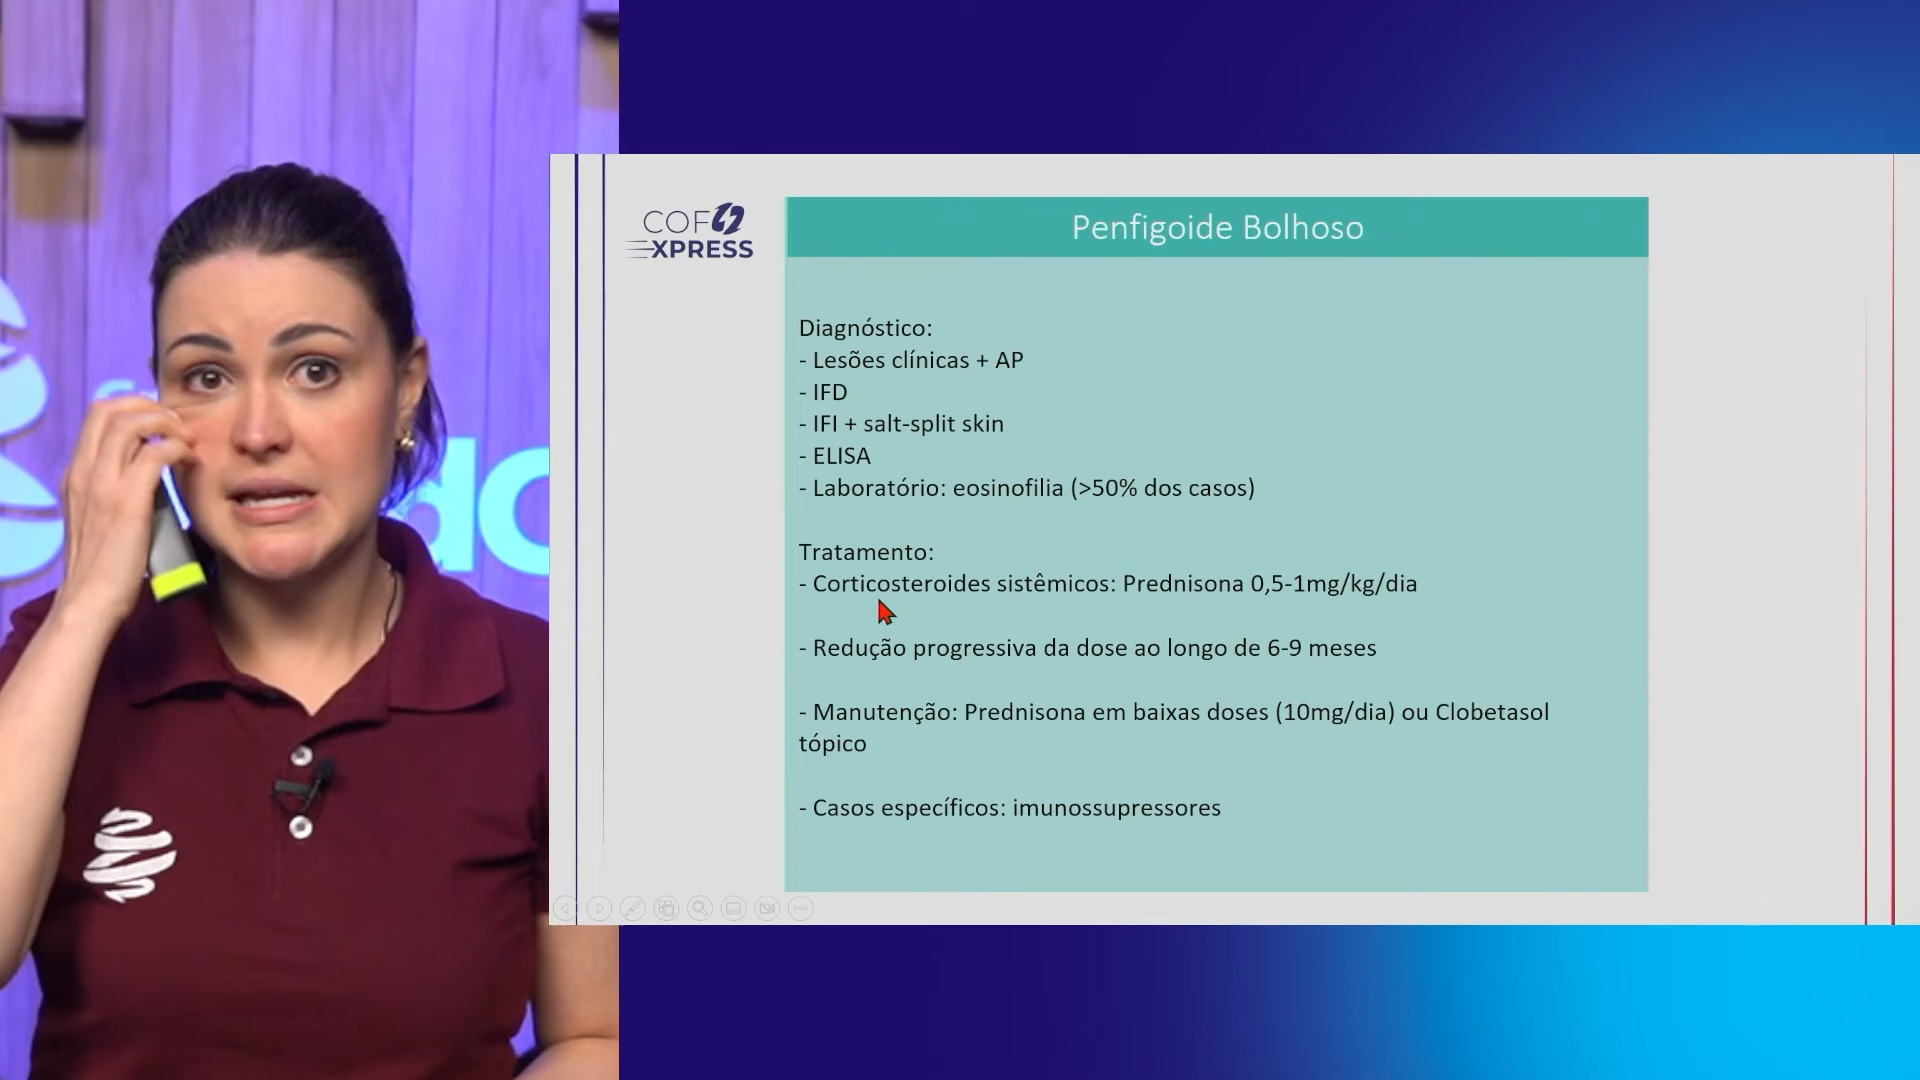 COF
EXPRESS
Penfigoide Bolhoso
Diagnóstico:
- Lesões clínicas + AP
- IFD
- IFI + salt-split skin
- ELISA
- Laboratório: eosinofilia (>50% dos casos)
Tratamento:
- Corticosteroides sistêmicos: Prednisona 0,5-1mg/kg/dia
- Redução progressiva da dose ao longo de 6-9 meses
- Manutenção: Prednisona em baixas doses (10mg/dia) ou Clobetasol
tópico
- Casos específicos: imunossupressores